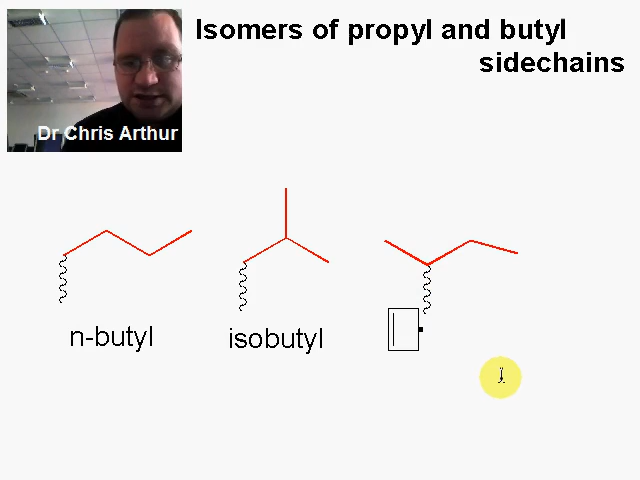 Isomers of propyl and butyl
sidechains
Dr Chris Arthur
n-butyl
isobutyl